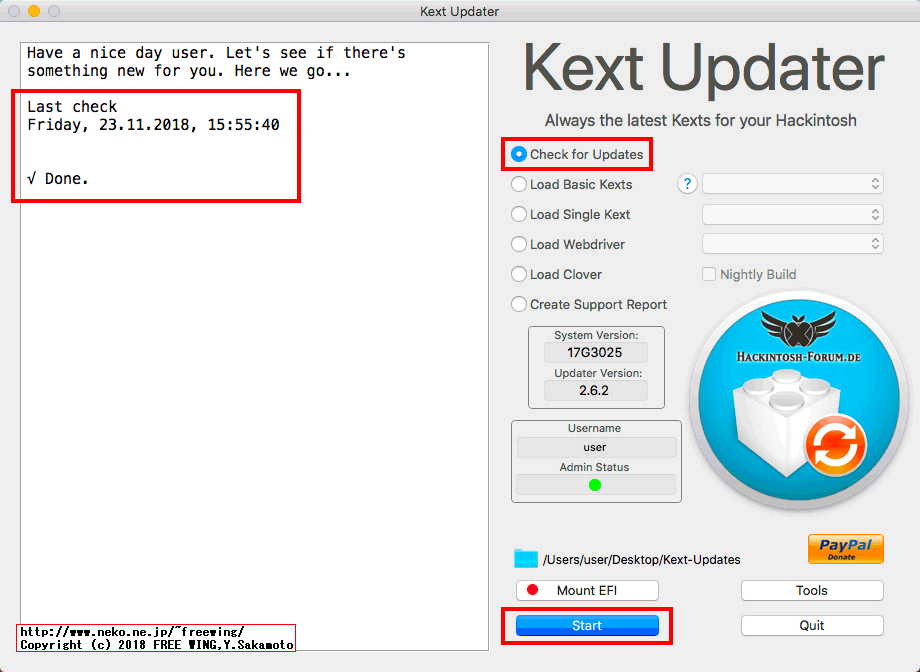 Kext Updater
Have a nice day user. Let's see if there's
something new for you. Here we go...
Last check
Friday, 23.11.2018, 15:55:40
√ Done.
http://www.neko.ne.jp/~freewing/
Copyright (c) 2018 FREE WING,Y.Sakamoto
Kext Updater
Always the latest Kexts for your Hackintosh
Check for Updates
Load Basic Kexts
?
Load Single Kext
Load Webdriver
Load Clover
Nightly Build
Create Support Report
System Version:
17G3025
Updater Version:
2.6.2
Username
user
Admin Status
HACKINTOSH-FORUM.DE
/Users/user/Desktop/Kext-Updates
PayPal
Donate
Mount EFI
Tools
Start
Quit